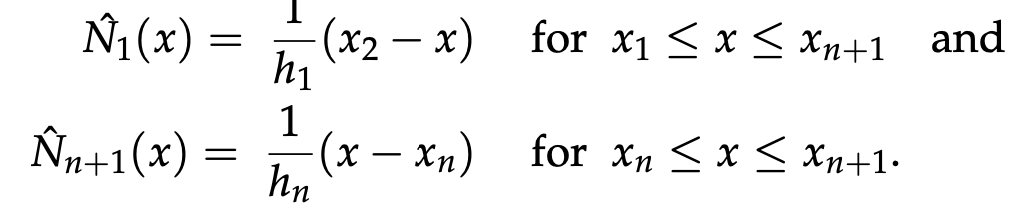 N̂₁(x) = 1/h₁ (x₂ − x) for x₁ ≤ x ≤ xₙ₊₁ and
N̂ₙ₊₁(x) = 1/hₙ (x − xₙ) for xₙ ≤ x ≤ xₙ₊₁.